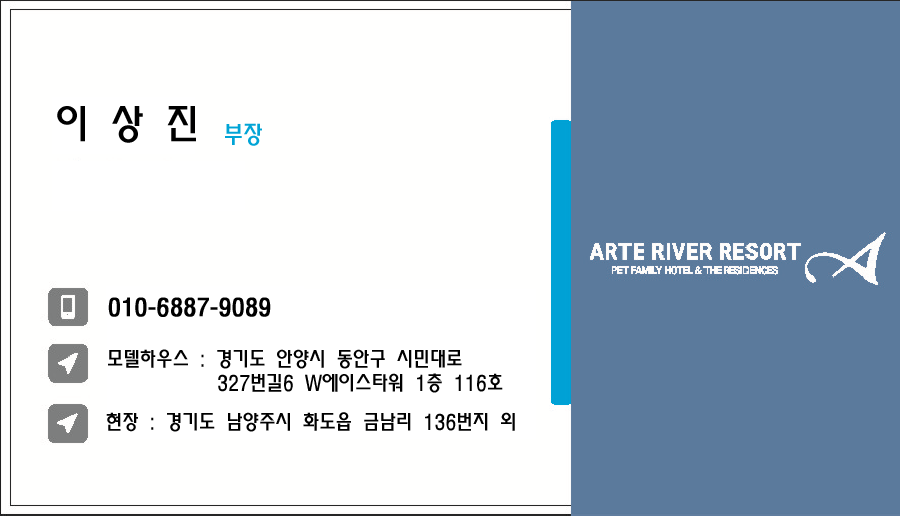 이 상 진 부장
010-6887-9089
모델하우스 : 경기도 안양시 동안구 시민대로
327번길6 W에이스타워 1층 116호
현장 : 경기도 남양주시 화도읍 금남리 136번지 외
ARTE RIVER RESORT
PET FAMILY HOTEL & THE RESIDENCES